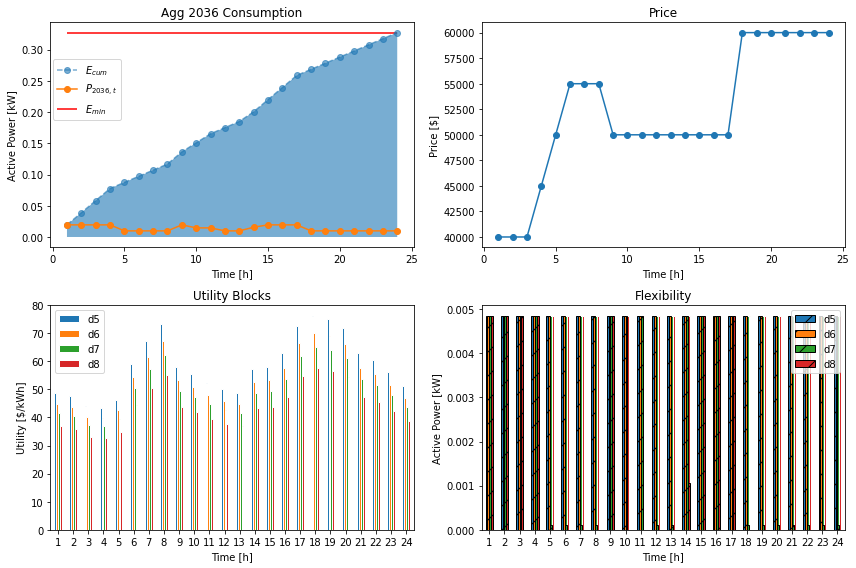 Agg 2036 Consumption
Active Power [kW]
0.30
0.25
0.20
0.15
0.10
0.05
0.00
E_cum
P_2036, t
E_min
0 5 10 15 20 25
Time [h]
Price
Price [$]
60000
57500
55000
52500
50000
47500
45000
42500
40000
0 5 10 15 20 25
Time [h]
Utility Blocks
Utility [$/kWh]
80
70
60
50
40
30
20
10
0
d5
d6
d7
d8
1 2 3 4 5 6 7 8 9 10 11 12 13 14 15 16 17 18 19 20 21 22 23 24
Time [h]
Flexibility
Active Power [kW]
0.005
0.004
0.003
0.002
0.001
0.000
d5
d6
d7
d8
1 2 3 4 5 6 7 8 9 10 11 12 13 14 15 16 17 18 19 20 21 22 23 24
Time [h]